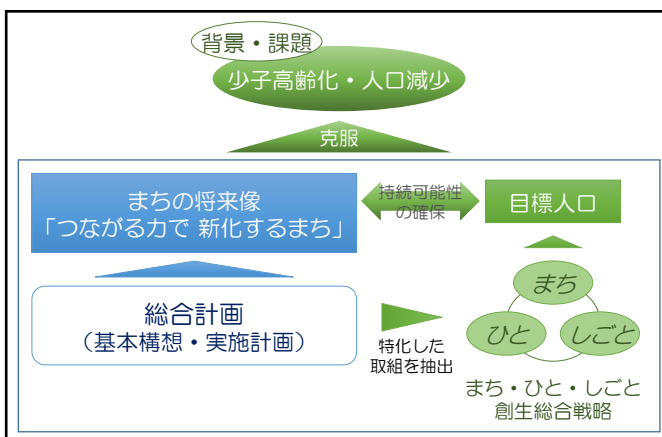 背景・課題
少子高齢化・人口減少
克服
まちの将来像
「つながる力で 新化するまち」
持続可能性
の確保
目標人口
総合計画
（基本構想・実施計画）
特化した
取組を抽出
まち
ひと
しごと
まち・ひと・しごと
創生総合戦略